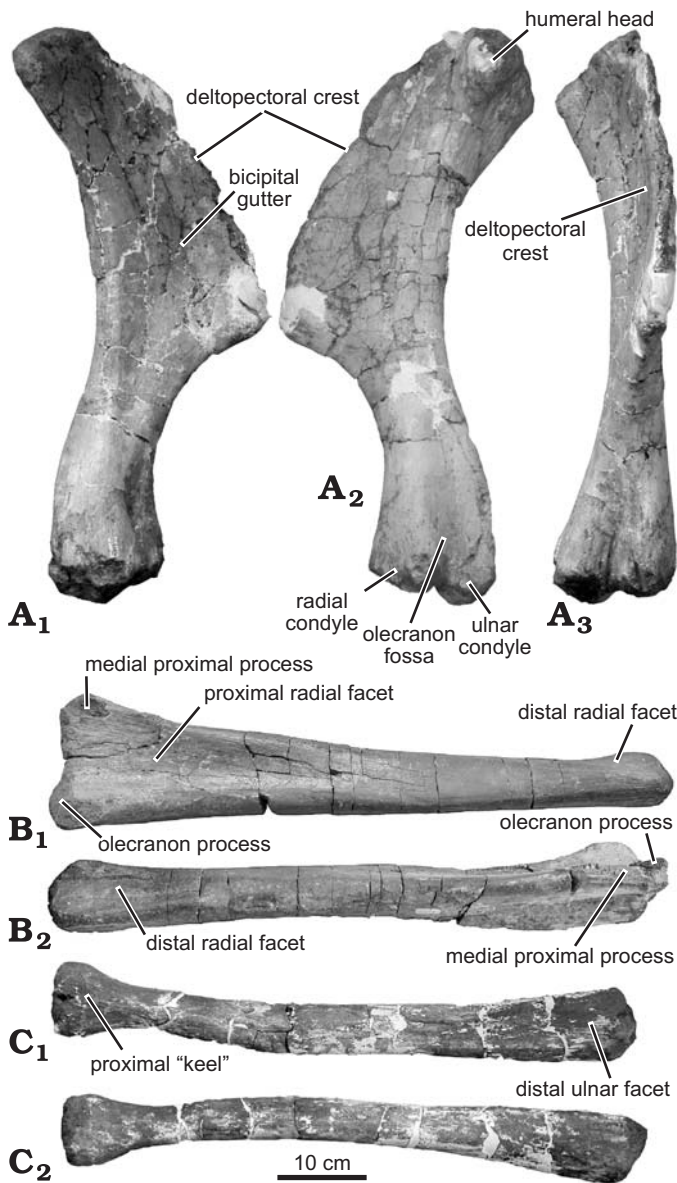 humeral head
deltopectoral crest
bicipital
gutter
deltopectoral
crest
A2
radial
condyle
olecranon
fossa
ulnar
condyle
A1
A3
medial proximal process
proximal radial facet
distal radial facet
olecranon process
B1
olecranon process
B2
distal radial facet
medial proximal process
C1
proximal “keel”
distal ulnar facet
C2
10 cm